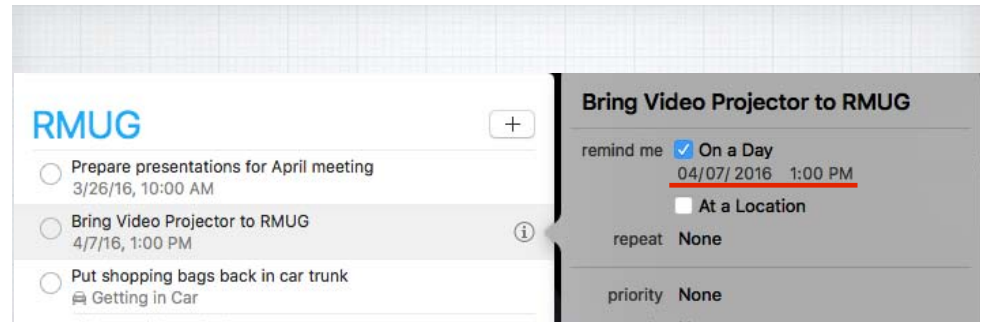 RMUG
+
Prepare presentations for April meeting
3/26/16, 10:00 AM
Bring Video Projector to RMUG
4/7/16, 1:00 PM
Put shopping bags back in car trunk
Getting in Car
Bring Video Projector to RMUG
remind me On a Day
04/07/2016 1:00 PM
At a Location
repeat None
priority None